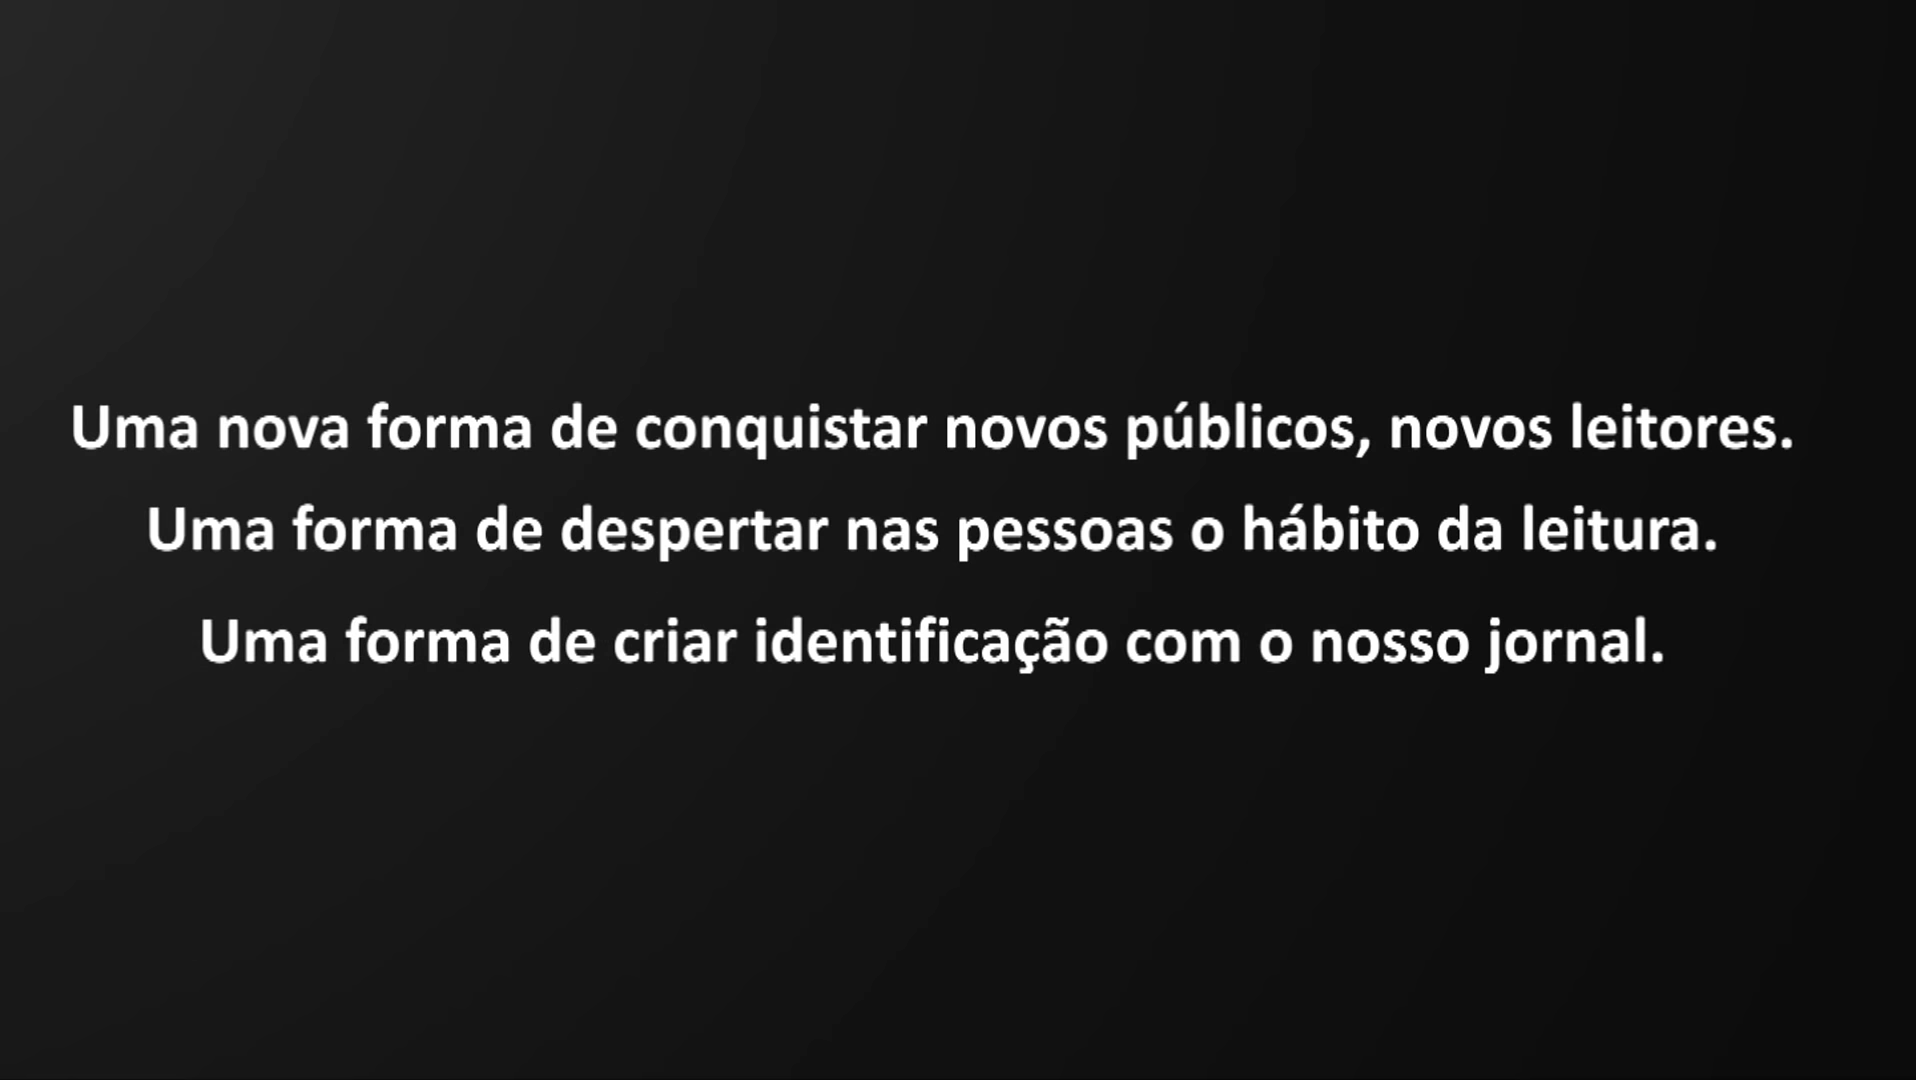 Uma nova forma de conquistar novos públicos, novos leitores.
Uma forma de despertar nas pessoas o hábito da leitura.
Uma forma de criar identificação com o nosso jornal.